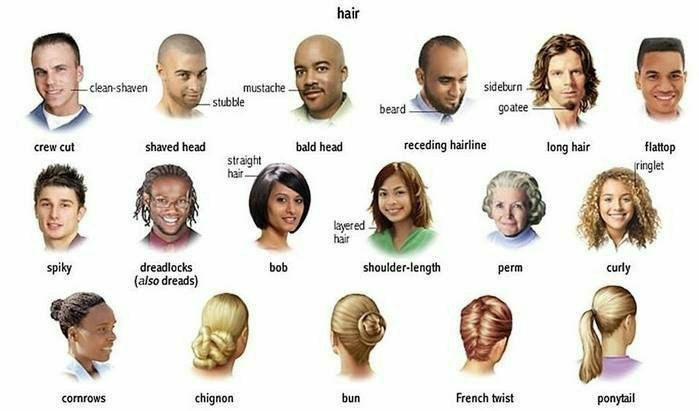 hair
clean-shaven
stubble
mustache
beard
sideburn
goatee
crew cut
shaved head
bald head
receding hairline
long hair
flattop
straight
hair
layered
hair
ringlet
spiky
dreadlocks
(also dreads)
bob
shoulder-length
perm
curly
cornrows
chignon
bun
French twist
ponytail